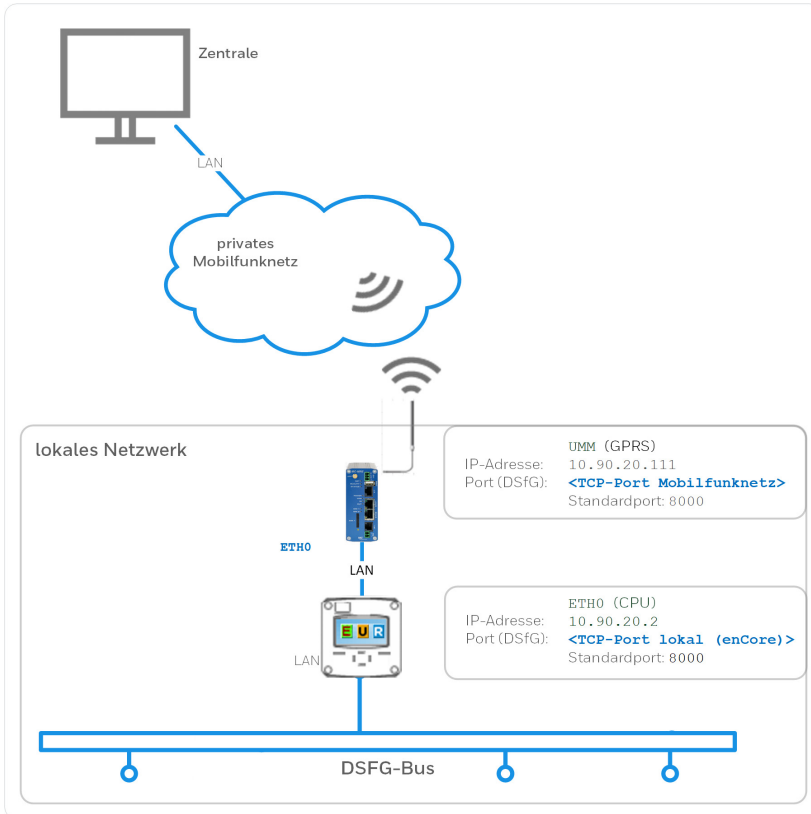 Zentrale
LAN
privates
Mobilfunknetz
lokales Netzwerk
UMM (GPRS)
IP-Adresse: 10.90.20.111
Port (DSfG): <TCP-Port Mobilfunknetz>
Standardport: 8000
ETH0
LAN
ETH0 (CPU)
IP-Adresse: 10.90.20.2
Port (DSfG): <TCP-Port lokal (enCore)>
Standardport: 8000
E U R
LAN
DSFG-Bus